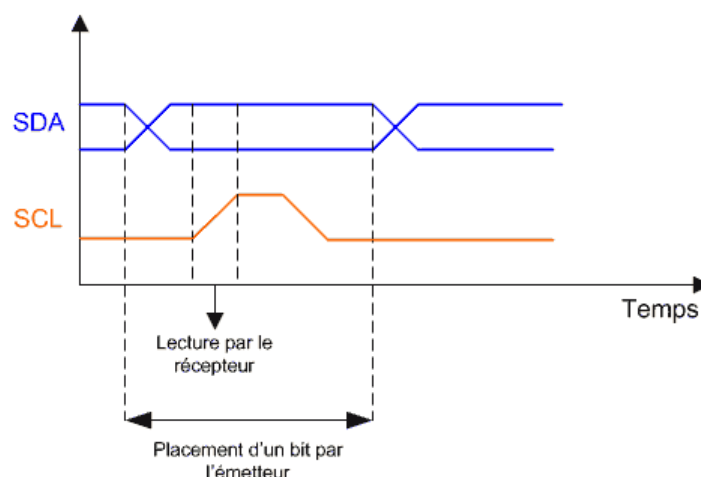 SDA
SCL
Temps
Lecture par le
récepteur
Placement d'un bit par
l'émetteur